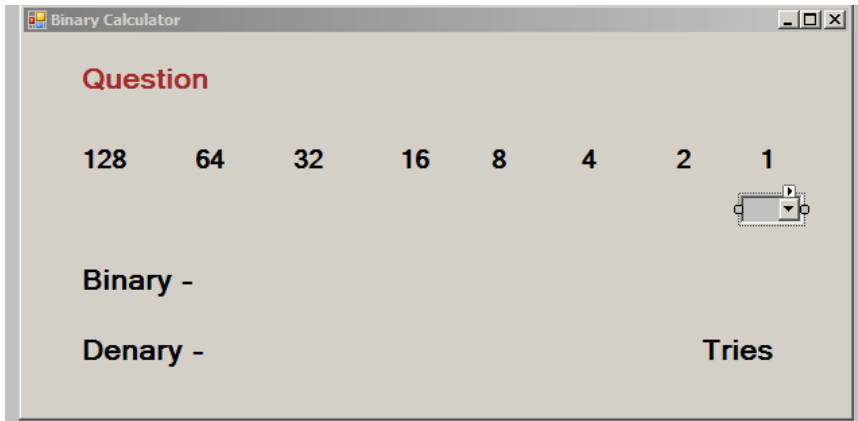 Binary Calculator
Question
128 64 32 16 8 4 2 1
Binary -
Denary -
Tries